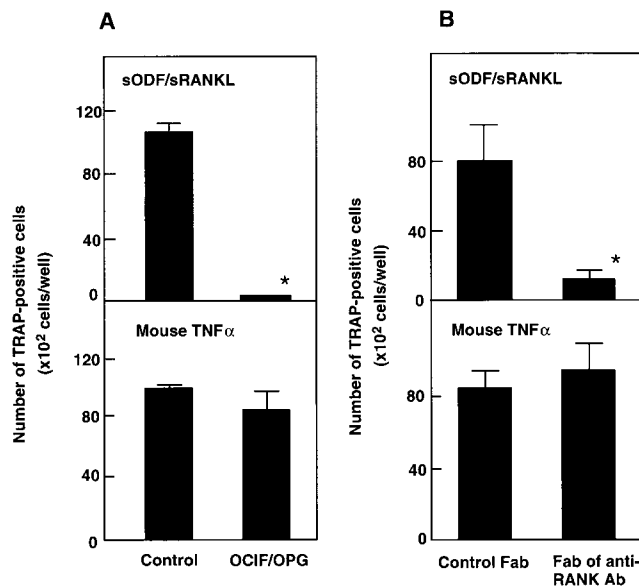 A
sODF/sRANKL
120
80
40
0
*
Mouse TNFα
120
80
40
0
Control
OCIF/OPG
Number of TRAP-positive cells
(x10² cells/well)
B
sODF/sRANKL
80
40
0
*
Mouse TNFα
80
40
0
Control Fab
Fab of anti-
RANK Ab
Number of TRAP-positive cells
(x10² cells/well)